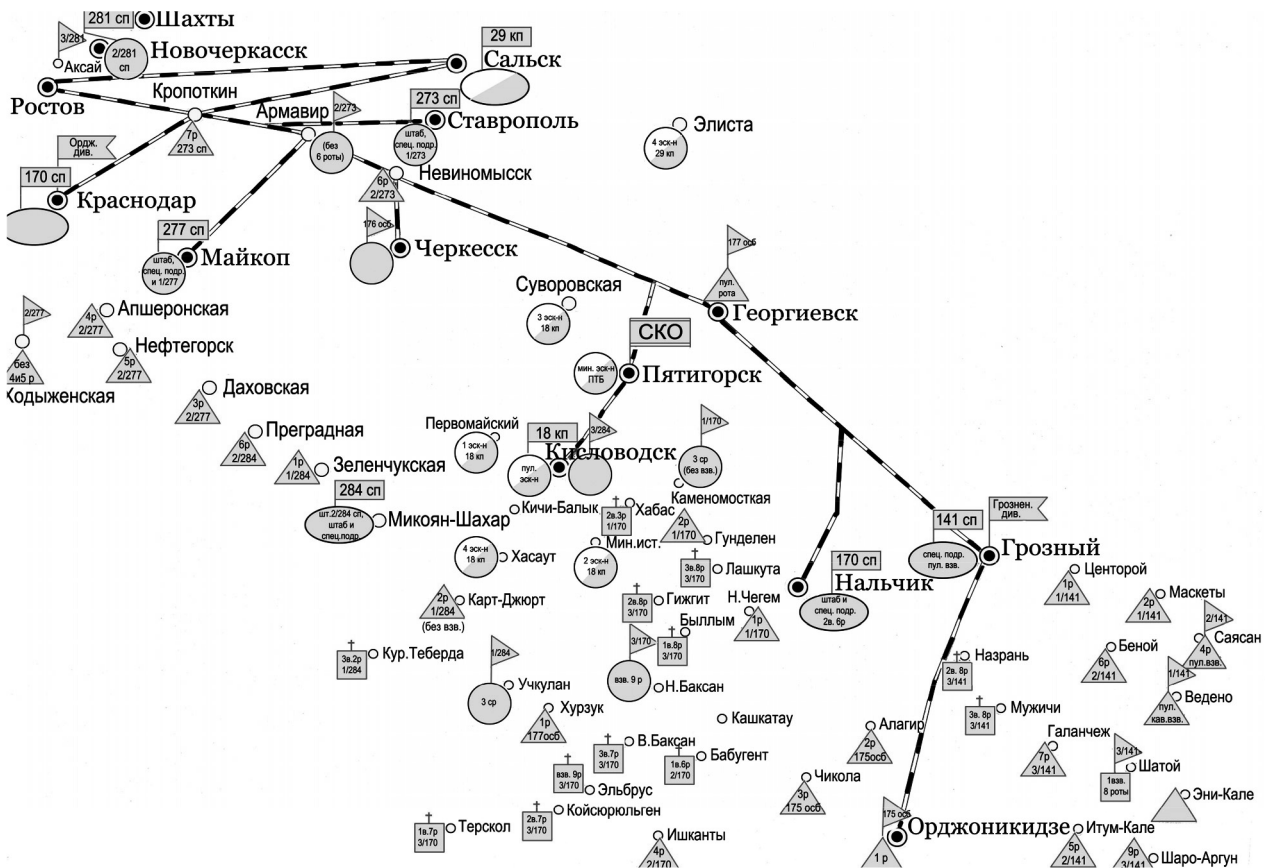 281 сп
Шахты
3/281
Новочеркасск
2/281
сп
Аксай
29 кп
Сальск
Ростов
Кропоткин
7р
273 сп
Армавир
2/273
(без
6 роты)
273 сп
Ставрополь
штаб,
спец. подр.
1/273
Элиста
4 эск-н
29 кп
Ордж.
див.
170 сп
Краснодар
Невиномысск
6р
2/273
277 сп
Майкоп
штаб,
спец. подр.
и 1/277
176 осб
Черкесск
177 осб
пул.
рота
Георгиевск
Суворовская
3 эск-н
18 кп
СКО
мин. эск-н
ПТБ
Пятигорск
2/277
без
4и5 р
Ходыженская
Апшеронская
4р
2/277
Нефтегорск
5р
2/277
Даховская
3р
2/277
Преградная
6р
2/284
Зеленчукская
1р
1/284
284 сп
шт.2/284 сп,
штаб и
спец.подр.
Микоян-Шахар
Первомайский
1 эск-н
18 кп
18 кп
3/284
Кисловодск
пул.
эск-н
1/170
3 ср
(без взв.)
Каменомосткая
Кичи-Балык
2в.3р
1/170
Хабас
2р
1/170
Гунделен
4 эск-н
18 кп
Хасаут
Мин.ист.
2 эск-н
18 кп
3в.8р
3/170
Лашкута
170 сп
Нальчик
штаб и
спец. подр.
2в. 6р
141 сп
Грознен.
див.
Грозный
спец. подр.
пул. взв.
2р
1/284
(без взв.)
Карт-Джюрт
2в.8р
3/170
Гижгит
Н.Чегем
1р
1/170
Былlым
1в.8р
3/170
Центорой
1р
1/141
Маскеты
2р
1/141
2/141
Саясан
4р
пул.взв.
Беной
6р
2/141
1/141
Ведено
пул.
кав.взв.
3в.2р
1/284
Кур.Теберда
1/284
3 ср
Учкулан
3/170
взв. 9 р
Н.Баксан
Назрань
2в. 8р
3/141
3в. 8р
3/141
Мужичи
Хурзук
1р
177осб
Кашкатау
Алагир
2р
175осб
Галанчеж
7р
3/141
3/141
Шатой
1взв.
8 роты
В.Баксан
3в.7р
3/170
1в.6р
2/170
Бабугент
взв. 9р
3/170
Эльбрус
Чикола
3р
175 осб
Эни-Кале
1в.7р
3/170
Терскол
2в.7р
3/170
Койсюрюльген
Ишканты
4р
2/170
175 осб
Орджоникидзе
1 р
Итум-Кале
5р
2/141
9р
3/141
Шаро-Аргун